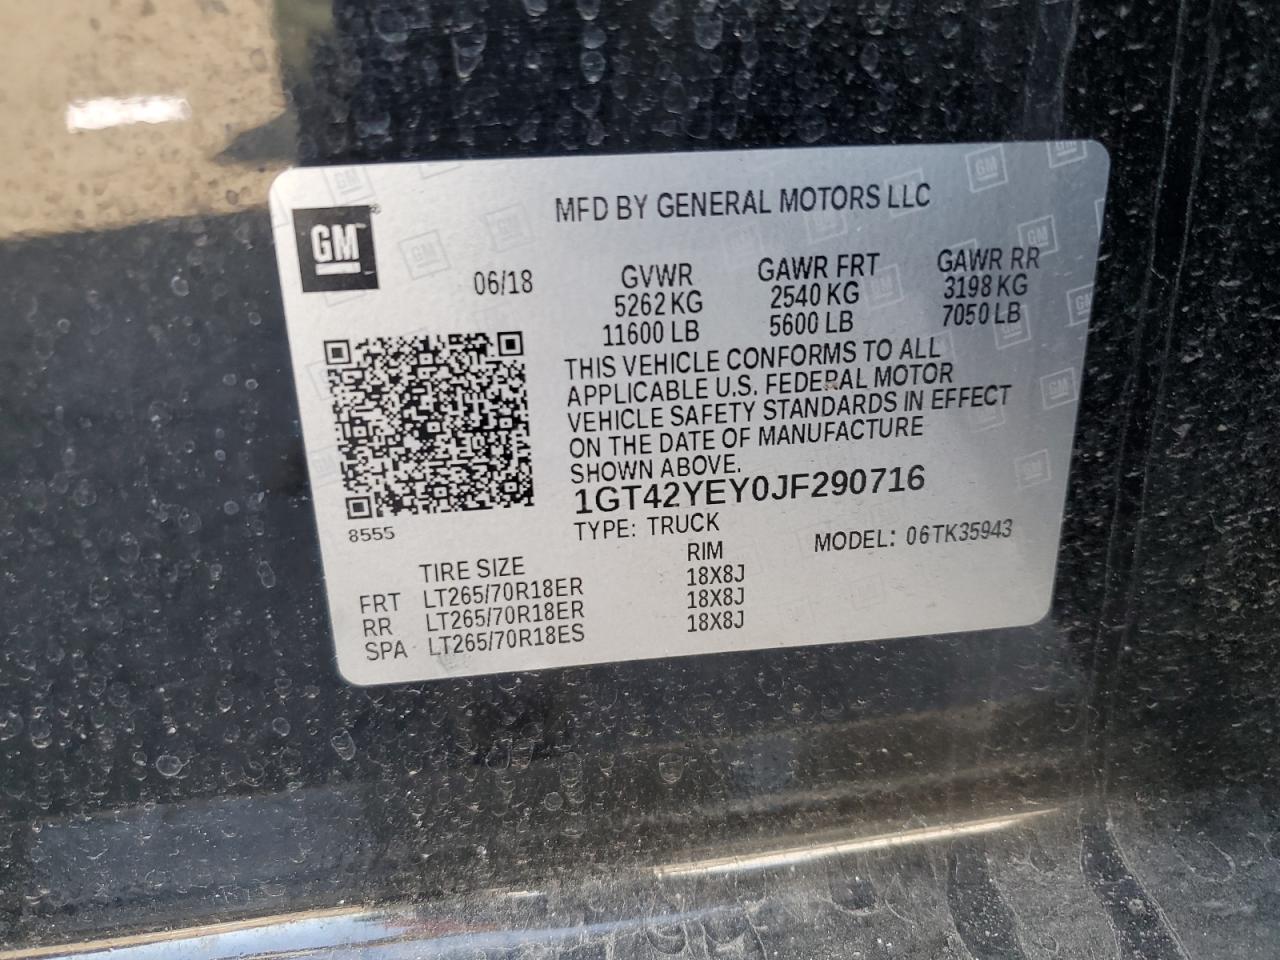 MFD BY GENERAL MOTORS LLC
GM
06/18
GVWR GAWR FRT GAWR RR
5262 KG 2540 KG 3198 KG
11600 LB 5600 LB 7050 LB
THIS VEHICLE CONFORMS TO ALL
APPLICABLE U.S. FEDERAL MOTOR
VEHICLE SAFETY STANDARDS IN EFFECT
ON THE DATE OF MANUFACTURE
SHOWN ABOVE.
1GT42YEY0JF290716
8555
TYPE: TRUCK MODEL: 06TK35943
TIRE SIZE RIM
FRT LT265/70R18ER 18X8J
RR LT265/70R18ER 18X8J
SPA LT265/70R18ES 18X8J